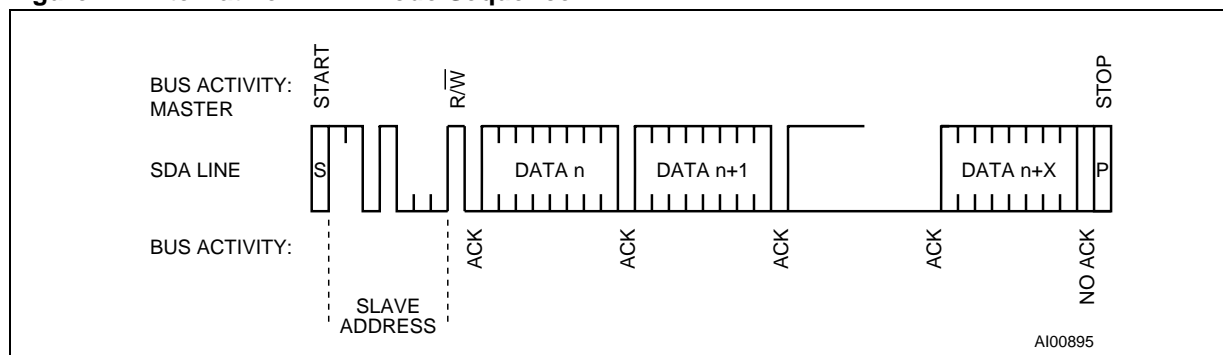 BUS ACTIVITY:
MASTER
START
R/W
STOP
SDA LINE
S
DATA n
DATA n+1
DATA n+X
P
BUS ACTIVITY:
ACK
ACK
ACK
ACK
NO ACK
SLAVE
ADDRESS
AI00895